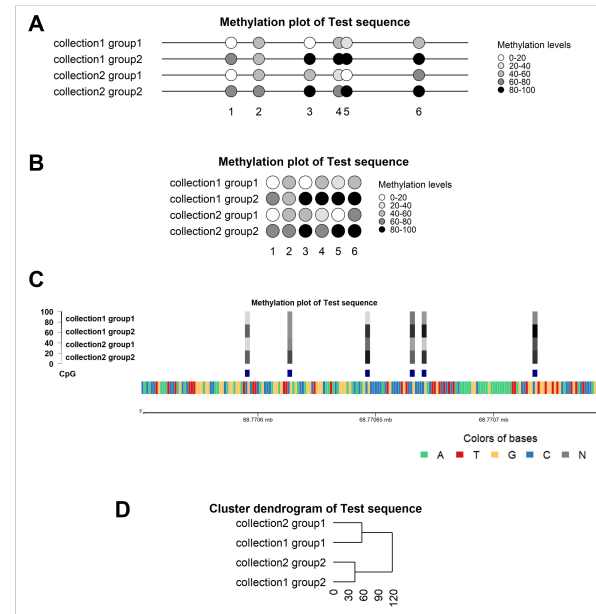 A
Methylation plot of Test sequence
collection1 group1
collection1 group2
collection2 group1
collection2 group2
1 2 3 4 5 6
Methylation levels
0-20
20-40
40-60
60-80
80-100
B
Methylation plot of Test sequence
collection1 group1
collection1 group2
collection2 group1
collection2 group2
1 2 3 4 5 6
Methylation levels
0-20
20-40
40-60
60-80
80-100
C
Methylation plot of Test sequence
100
80
60
40
20
0
collection1 group1
collection1 group2
collection2 group1
collection2 group2
CpG
68.7706 mb 68.77065 mb 68.7707 mb
Colors of bases
A T G C N
D
Cluster dendrogram of Test sequence
collection2 group1
collection1 group1
collection2 group2
collection1 group2
0 30 60 90 120